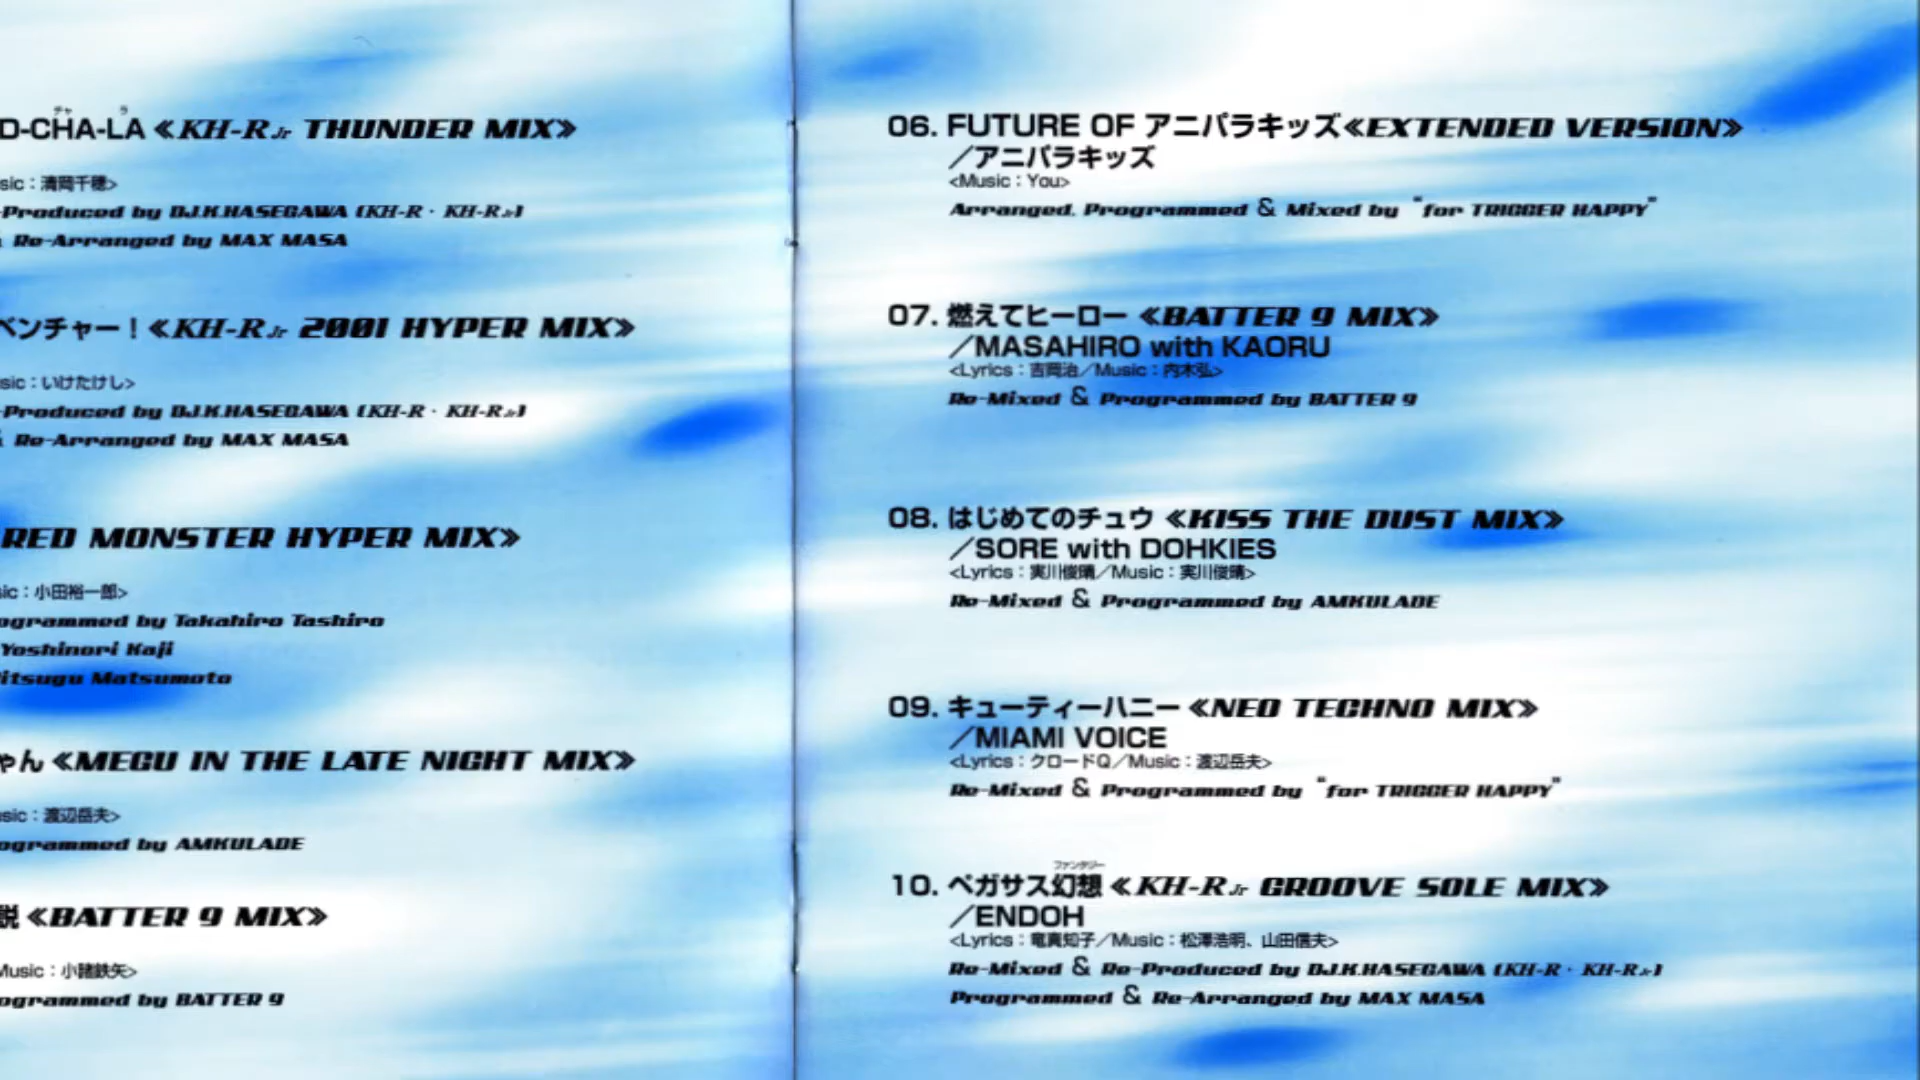 チャ ラ
D-CHA-LA 《KH-R Jr THUNDER MIX》
sic：清岡千穂>
-Produced by DJ.K.HASEGAWA (KH-R・KH-R Jr)
& Re-Arranged by MAX MASA
ベンチャー！《KH-R Jr 2001 HYPER MIX》
sic：いけたけし>
-Produced by DJ.K.HASEGAWA (KH-R・KH-R Jr)
& Re-Arranged by MAX MASA
RED MONSTER HYPER MIX》
sic：小田裕一郎>
ogrammed by Takahiro Tashiro
Yoshinori Kaji
itsugu Matsumoto
ゃん《MEGU IN THE LATE NIGHT MIX》
sic：渡辺岳夫>
ogrammed by AMKULADE
説《BATTER 9 MIX》
Music：小諸鉄矢>
ogrammed by BATTER 9
06. FUTURE OF アニパラキッズ《EXTENDED VERSION》
／アニパラキッズ
<Music：You>
Arranged, Programmed & Mixed by "for TRIGGER HAPPY"
07. 燃えてヒーロー《BATTER 9 MIX》
／MASAHIRO with KAORU
<Lyrics：吉岡治／Music：内木弘>
Re-Mixed & Programmed by BATTER 9
08. はじめてのチュウ《KISS THE DUST MIX》
／SORE with DOHKIES
<Lyrics：実川俊晴／Music：実川俊晴>
Re-Mixed & Programmed by AMKULADE
09. キューティーハニー《NEO TECHNO MIX》
／MIAMI VOICE
<Lyrics：クロードQ／Music：渡辺岳夫>
Re-Mixed & Programmed by "for TRIGGER HAPPY"
ファンタジー
10. ペガサス幻想《KH-R Jr GROOVE SOLE MIX》
／ENDOH
<Lyrics：竜真知子／Music：松澤浩明、山田信夫>
Re-Mixed & Re-Produced by DJ.K.HASEGAWA (KH-R・KH-R Jr)
Programmed & Re-Arranged by MAX MASA